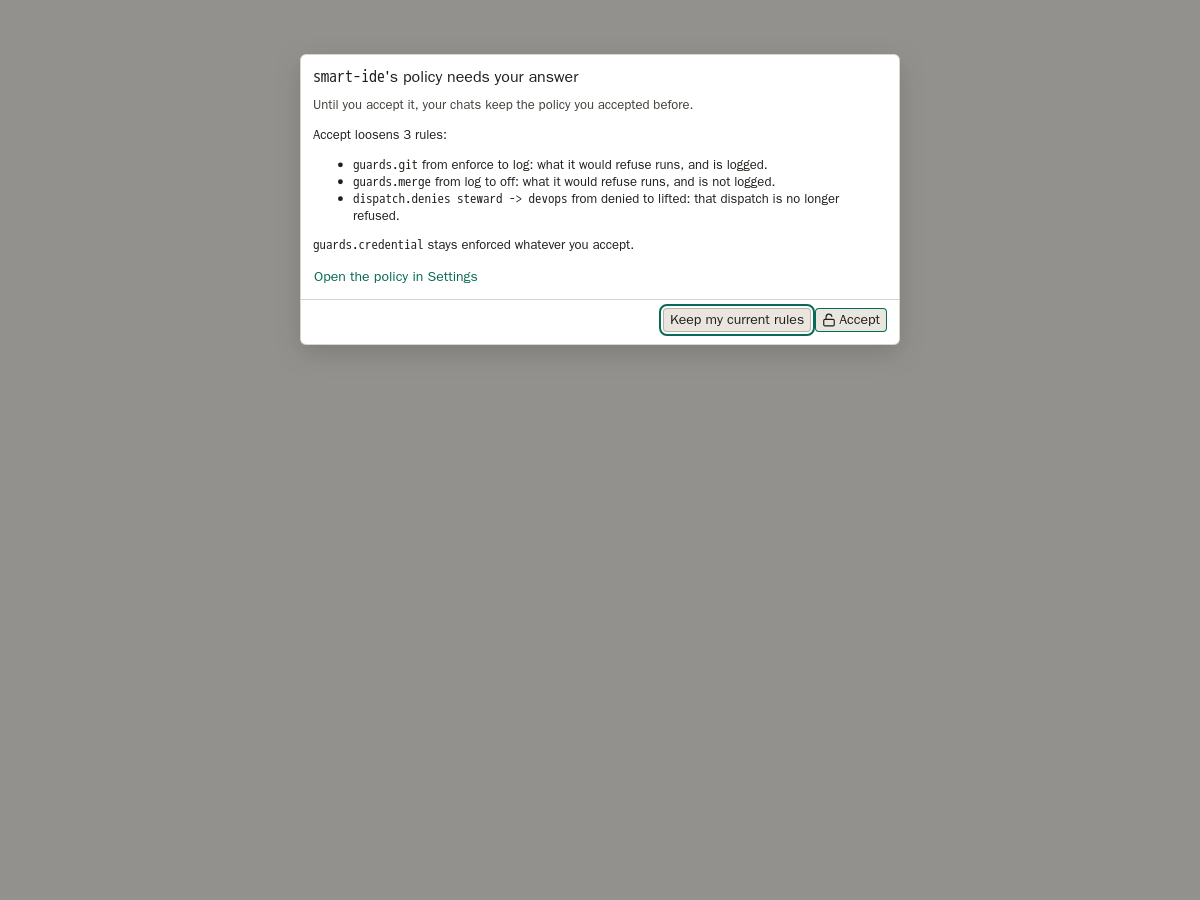 smart-ide's policy needs your answer
Until you accept it, your chats keep the policy you accepted before.
Accept loosens 3 rules:
• guards.git from enforce to log: what it would refuse runs, and is logged.
• guards.merge from log to off: what it would refuse runs, and is not logged.
• dispatch.denies steward -> devops from denied to lifted: that dispatch is no longer
refused.
guards.credential stays enforced whatever you accept.
Open the policy in Settings
Keep my current rules
Accept